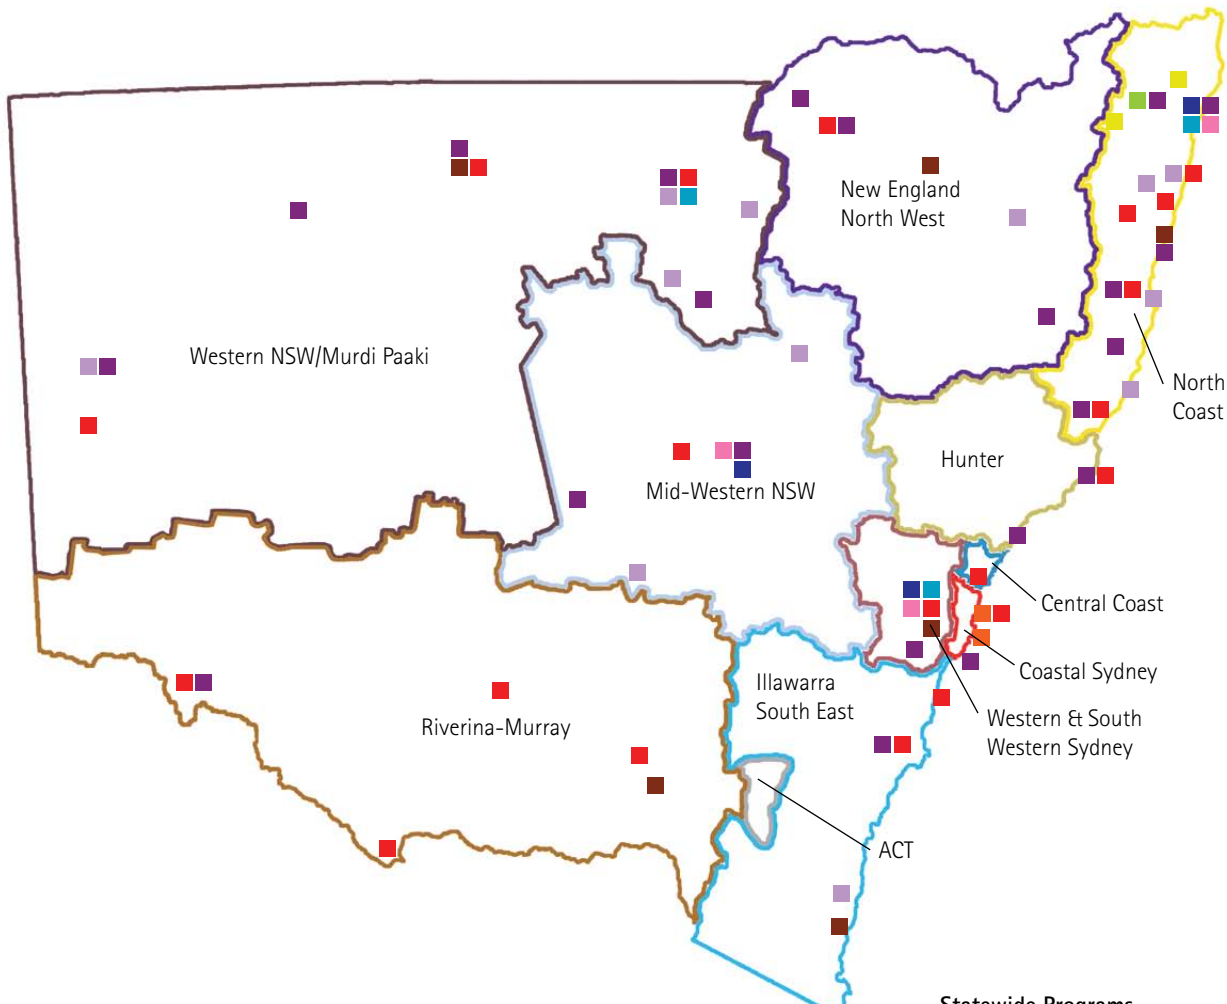 New England
North West
Western NSW/Murdi Paaki
North
Coast
Hunter
Mid-Western NSW
Central Coast
Coastal Sydney
Illawarra
South East
Western & South
Western Sydney
Riverina-Murray
ACT
Statewide Programs